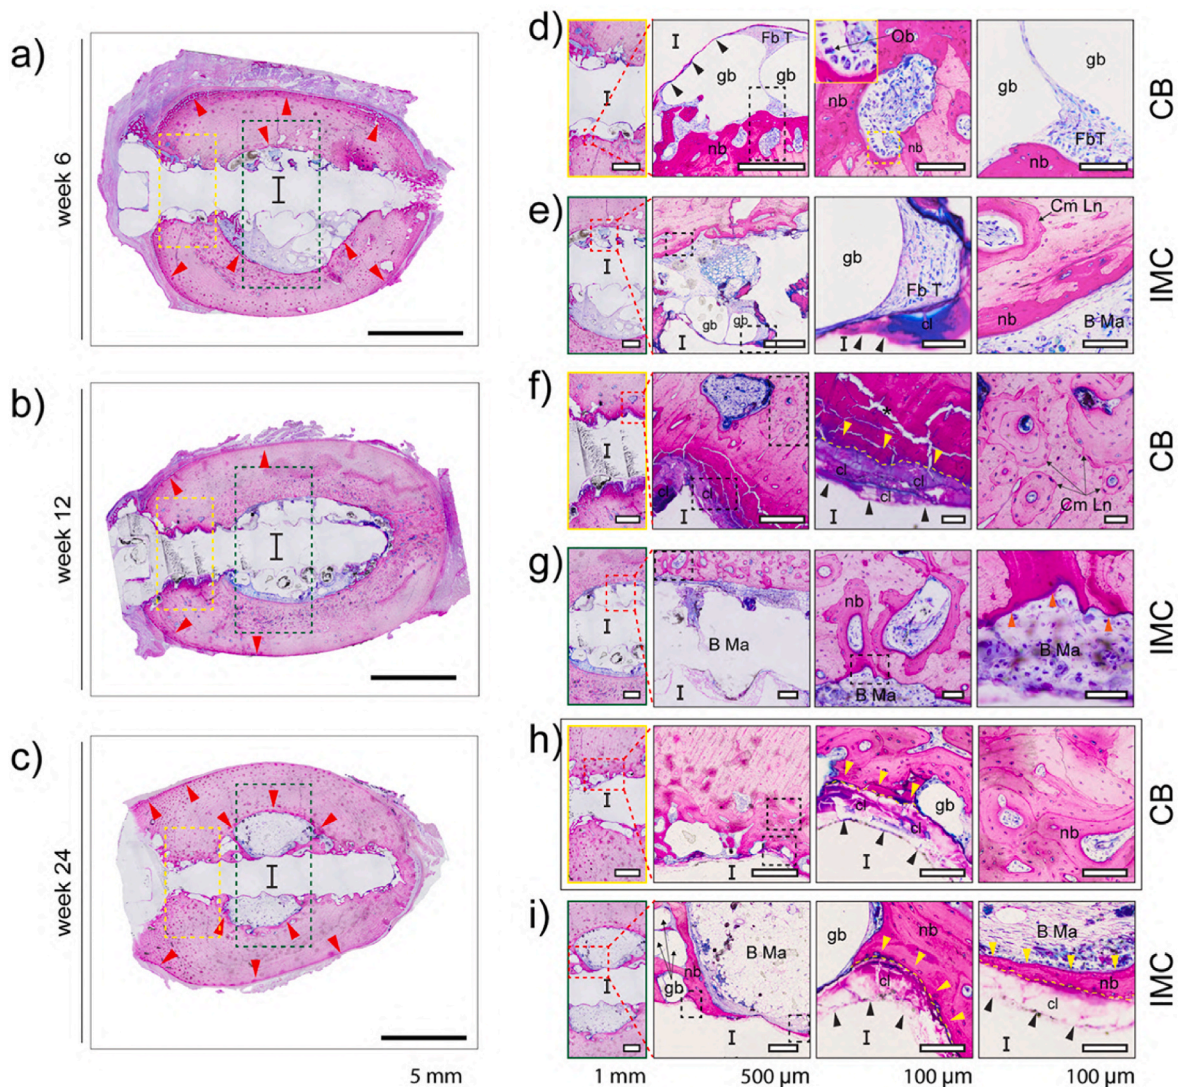 a)
week 6
I
b)
week 12
I
c)
week 24
I
5 mm
d)
I
I
Fb T
gb
gb
nb
Ob
nb
nb
gb
gb
FbT
nb
CB
e)
I
gb
gb
I
gb
Fb T
cl
I
Cm Ln
nb
B Ma
IMC
f)
I
cl
cl
I
*
cl
cl
I
Cm Ln
CB
g)
I
B Ma
I
nb
B Ma
B Ma
IMC
h)
I
I
cl
cl
gb
I
nb
CB
i)
I
gb
nb
B Ma
I
gb
nb
cl
I
B Ma
nb
cl
I
IMC
1 mm
500 µm
100 µm
100 µm